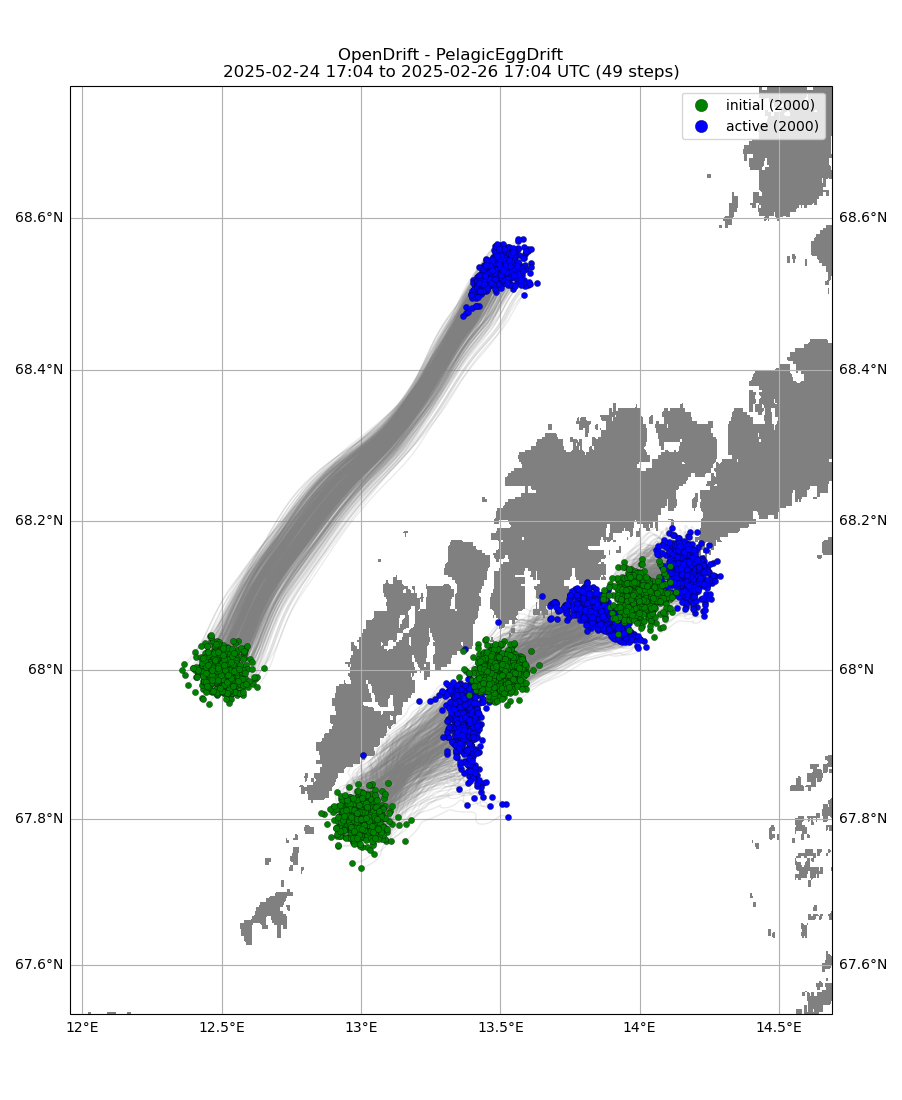 OpenDrift - PelagicEggDrift
2025-02-24 17:04 to 2025-02-26 17:04 UTC (49 steps)
initial (2000)
active (2000)
68.6°N 68.6°N
68.4°N 68.4°N
68.2°N 68.2°N
68°N 68°N
67.8°N 67.8°N
67.6°N 67.6°N
12°E 12.5°E 13°E 13.5°E 14°E 14.5°E